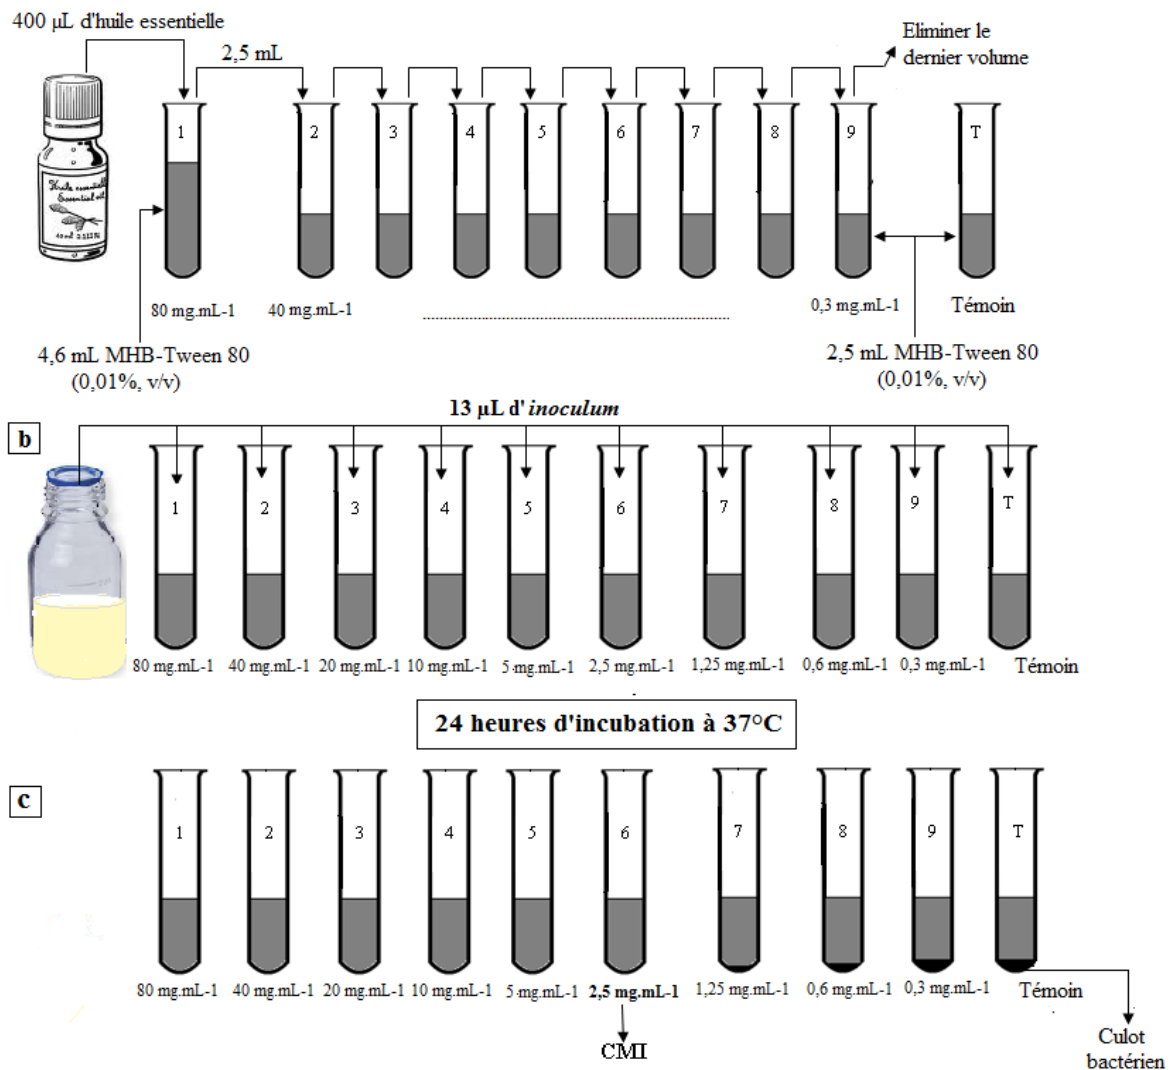 400 µL d'huile essentielle
2,5 mL
Eliminer le
dernier volume
1
2
3
4
5
6
7
8
9
T
Huile essentielle
Essential oil
80 mg.mL-1
40 mg.mL-1
0,3 mg.mL-1
Témoin
4,6 mL MHB-Tween 80
(0,01%, v/v)
2,5 mL MHB-Tween 80
(0,01%, v/v)
13 µL d' inoculum
b
1
2
3
4
5
6
7
8
9
T
80 mg.mL-1
40 mg.mL-1
20 mg.mL-1
10 mg.mL-1
5 mg.mL-1
2,5 mg.mL-1
1,25 mg.mL-1
0,6 mg.mL-1
0,3 mg.mL-1
Témoin
24 heures d'incubation à 37°C
c
1
2
3
4
5
6
7
8
9
T
80 mg.mL-1
40 mg.mL-1
20 mg.mL-1
10 mg.mL-1
5 mg.mL-1
2,5 mg.mL-1
1,25 mg.mL-1
0,6 mg.mL-1
0,3 mg.mL-1
Témoin
CMI
Culot
bactérien